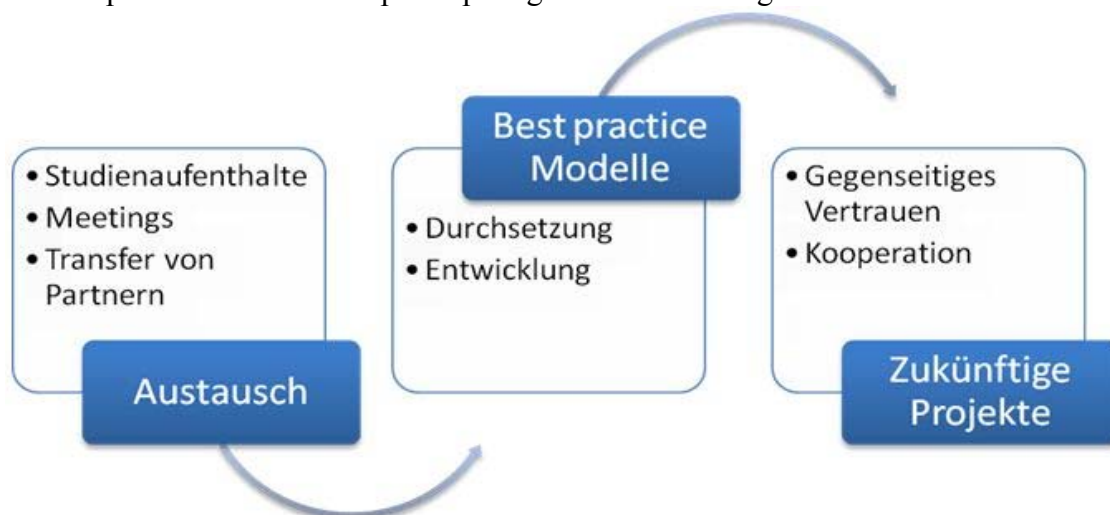 • Studienaufenthalte
• Meetings
• Transfer von
Partnern
Austausch
Best practice
Modelle
• Durchsetzung
• Entwicklung
• Gegenseitiges
Vertrauen
• Kooperation
Zukünftige
Projekte